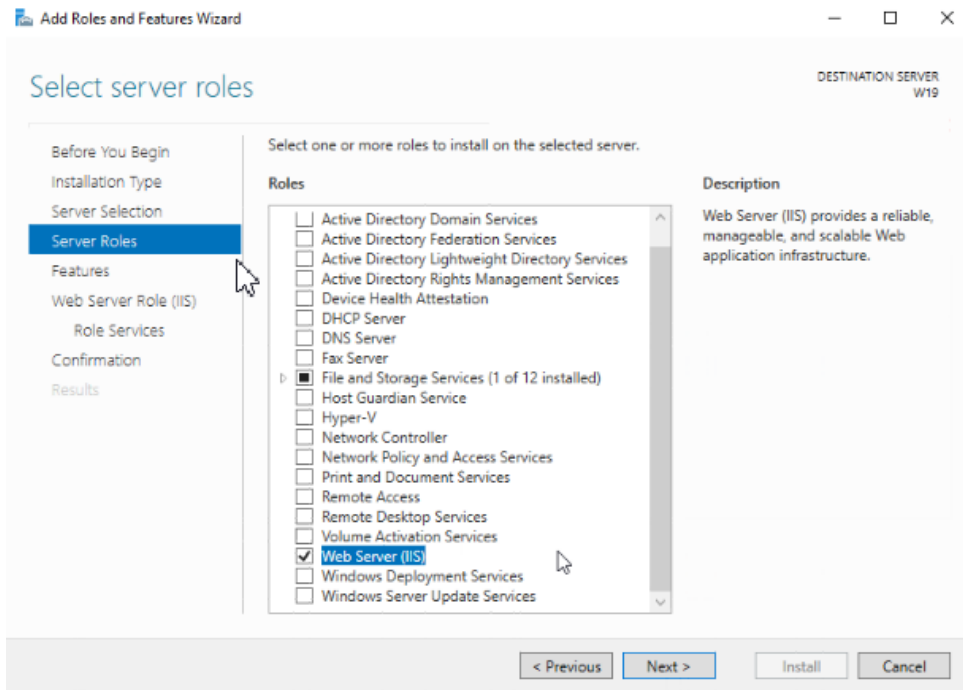 Add Roles and Features Wizard
Select server roles
DESTINATION SERVER
W19
Before You Begin
Installation Type
Server Selection
Server Roles
Features
Web Server Role (IIS)
Role Services
Confirmation
Results
Select one or more roles to install on the selected server.
Roles
Active Directory Domain Services
Active Directory Federation Services
Active Directory Lightweight Directory Services
Active Directory Rights Management Services
Device Health Attestation
DHCP Server
DNS Server
Fax Server
File and Storage Services (1 of 12 installed)
Host Guardian Service
Hyper-V
Network Controller
Network Policy and Access Services
Print and Document Services
Remote Access
Remote Desktop Services
Volume Activation Services
Web Server (IIS)
Windows Deployment Services
Windows Server Update Services
Description
Web Server (IIS) provides a reliable,
manageable, and scalable Web
application infrastructure.
< Previous
Next >
Install
Cancel